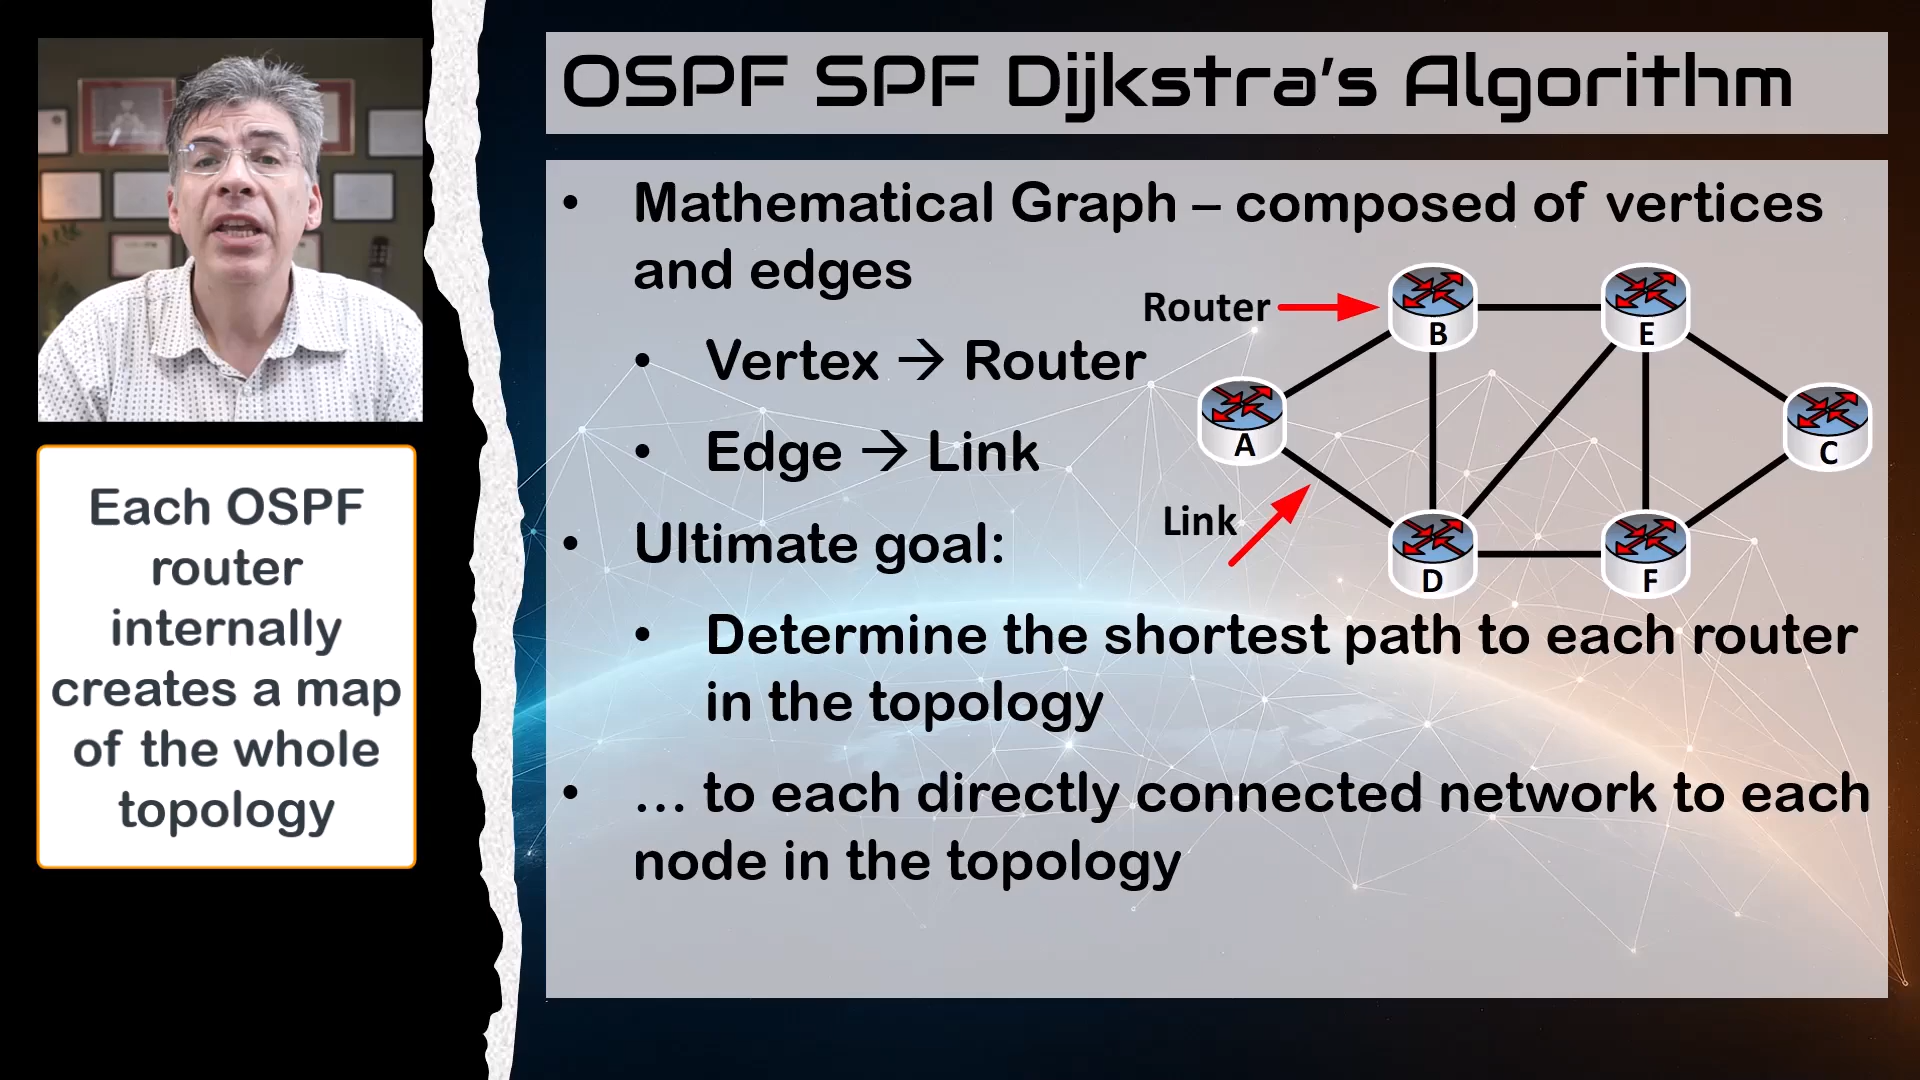 OSPF SPF Dijkstra's Algorithm
• Mathematical Graph – composed of vertices
and edges
• Vertex → Router
• Edge → Link
• Ultimate goal:
• Determine the shortest path to each router
in the topology
• … to each directly connected network to each
node in the topology
Router
B
E
A
C
Link
D
F
Each OSPF
router
internally
creates a map
of the whole
topology